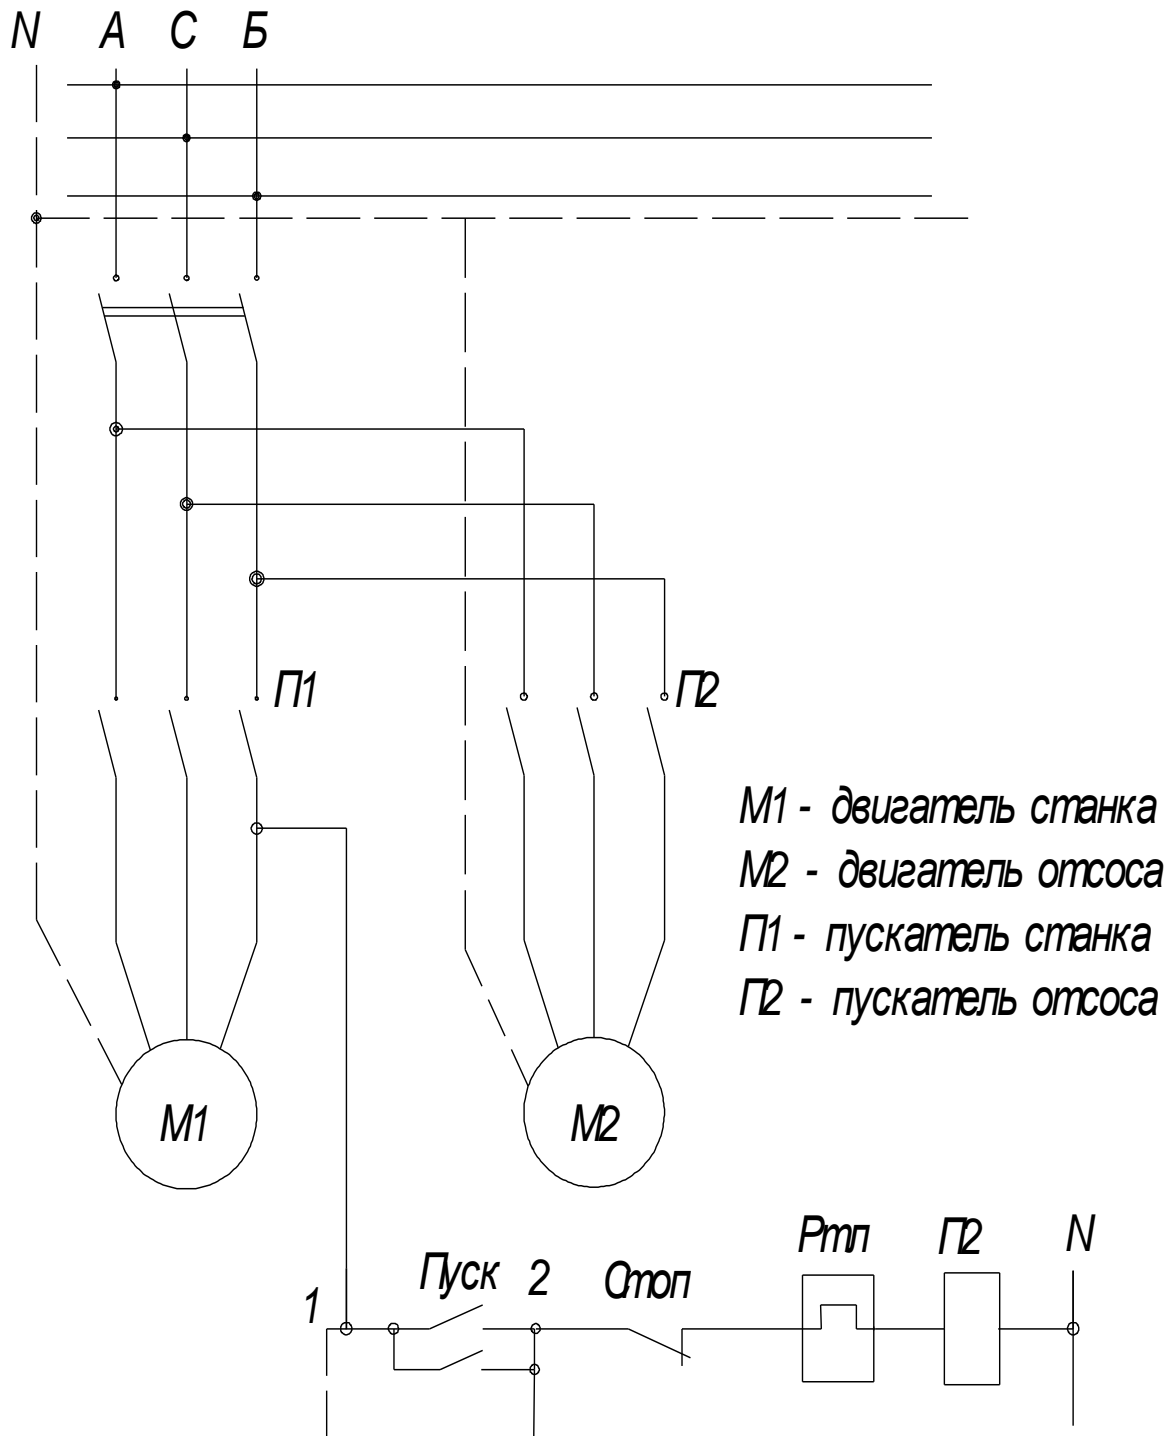 N А С Б
П1
П2
М1 - двигатель станка
М2 - двигатель отсоса
П1 - пускатель станка
П2 - пускатель отсоса
М1
М2
Ртл П2 N
1 Пуск 2 Стоп